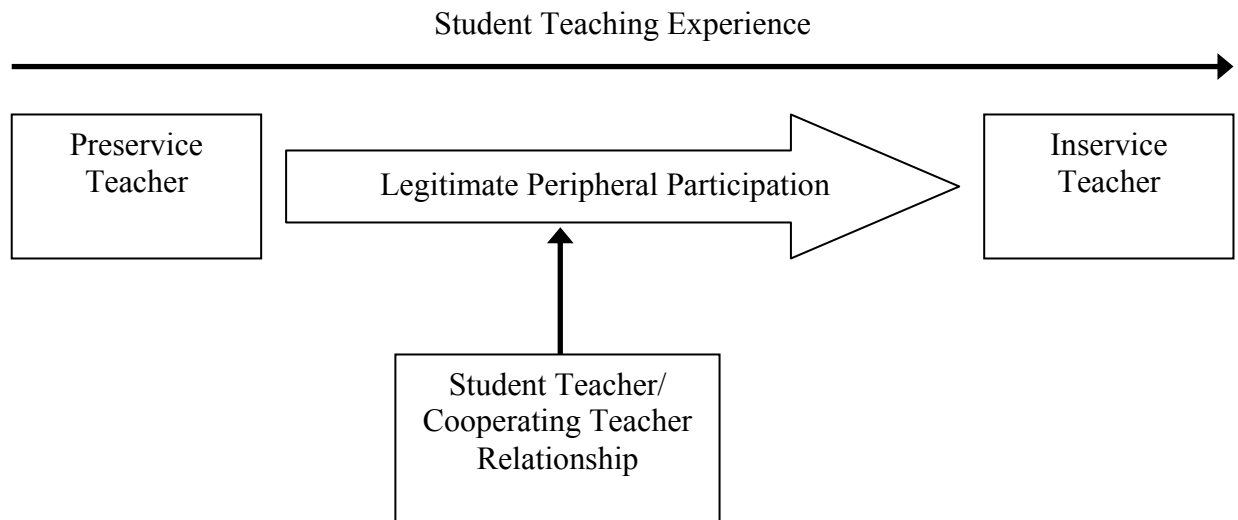 Student Teaching Experience
Preservice
Teacher
Legitimate Peripheral Participation
Inservice
Teacher
Student Teacher/
Cooperating Teacher
Relationship